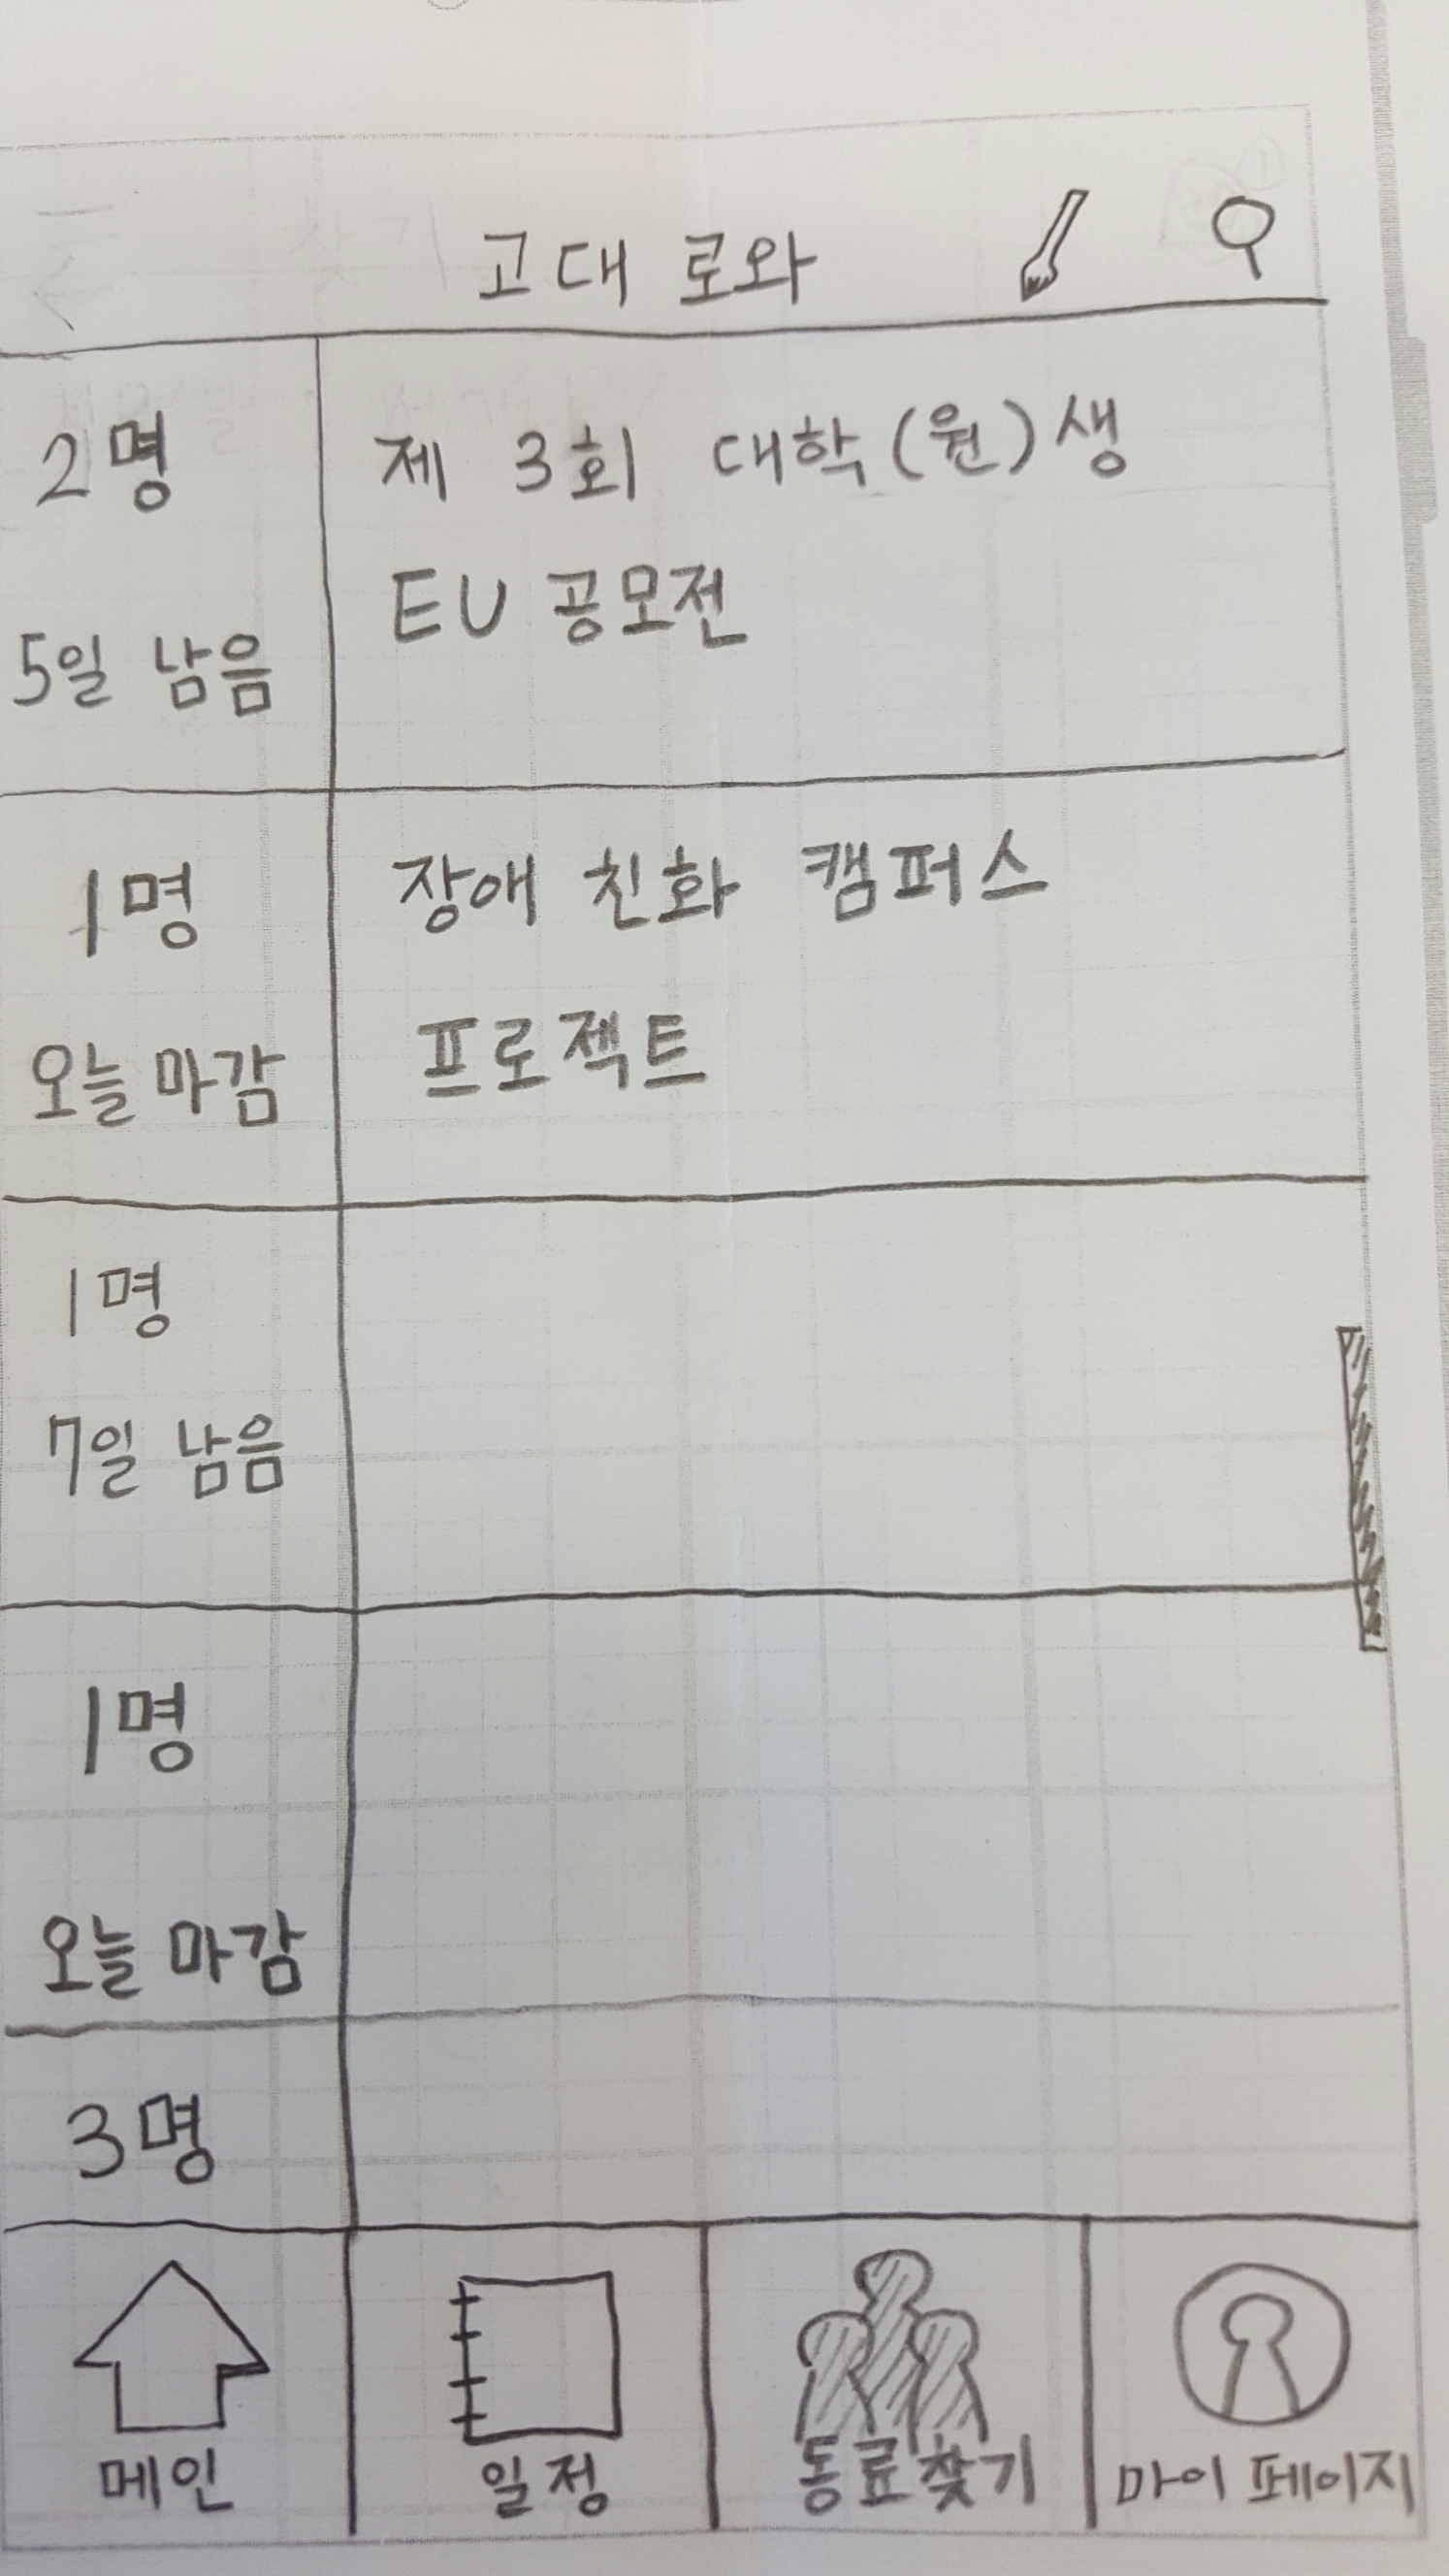 고대 로와
2명
제 3회 대학(원)생
EU 공모전
5일 남음
1명
장애 친화 캠퍼스
프로젝트
오늘 마감
1명
7일 남음
1명
오늘 마감
3명
메인
일정
동료찾기
마이 페이지